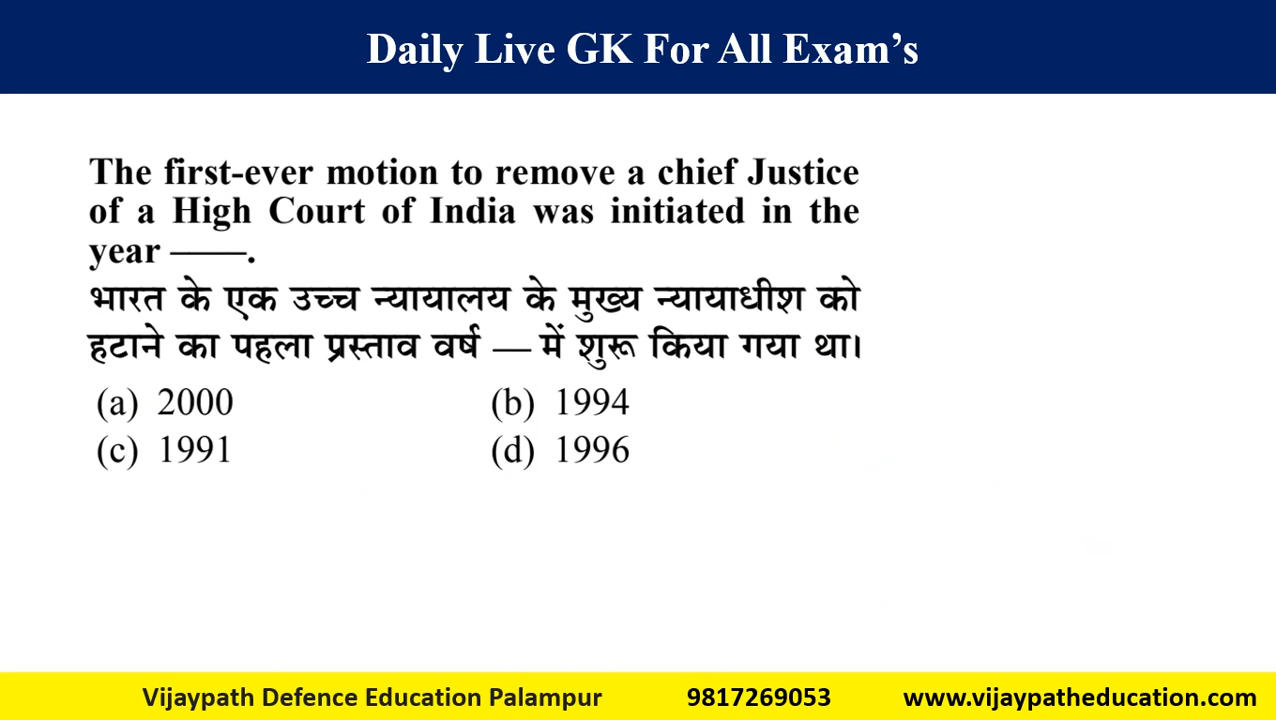 Daily Live GK For All Exam’s
The first-ever motion to remove a chief Justice
of a High Court of India was initiated in the
year ——.
भारत के एक उच्च न्यायालय के मुख्य न्यायाधीश को
हटाने का पहला प्रस्ताव वर्ष — में शुरू किया गया था।
(a) 2000 (b) 1994
(c) 1991 (d) 1996
Vijaypath Defence Education Palampur 9817269053 www.vijaypatheducation.com